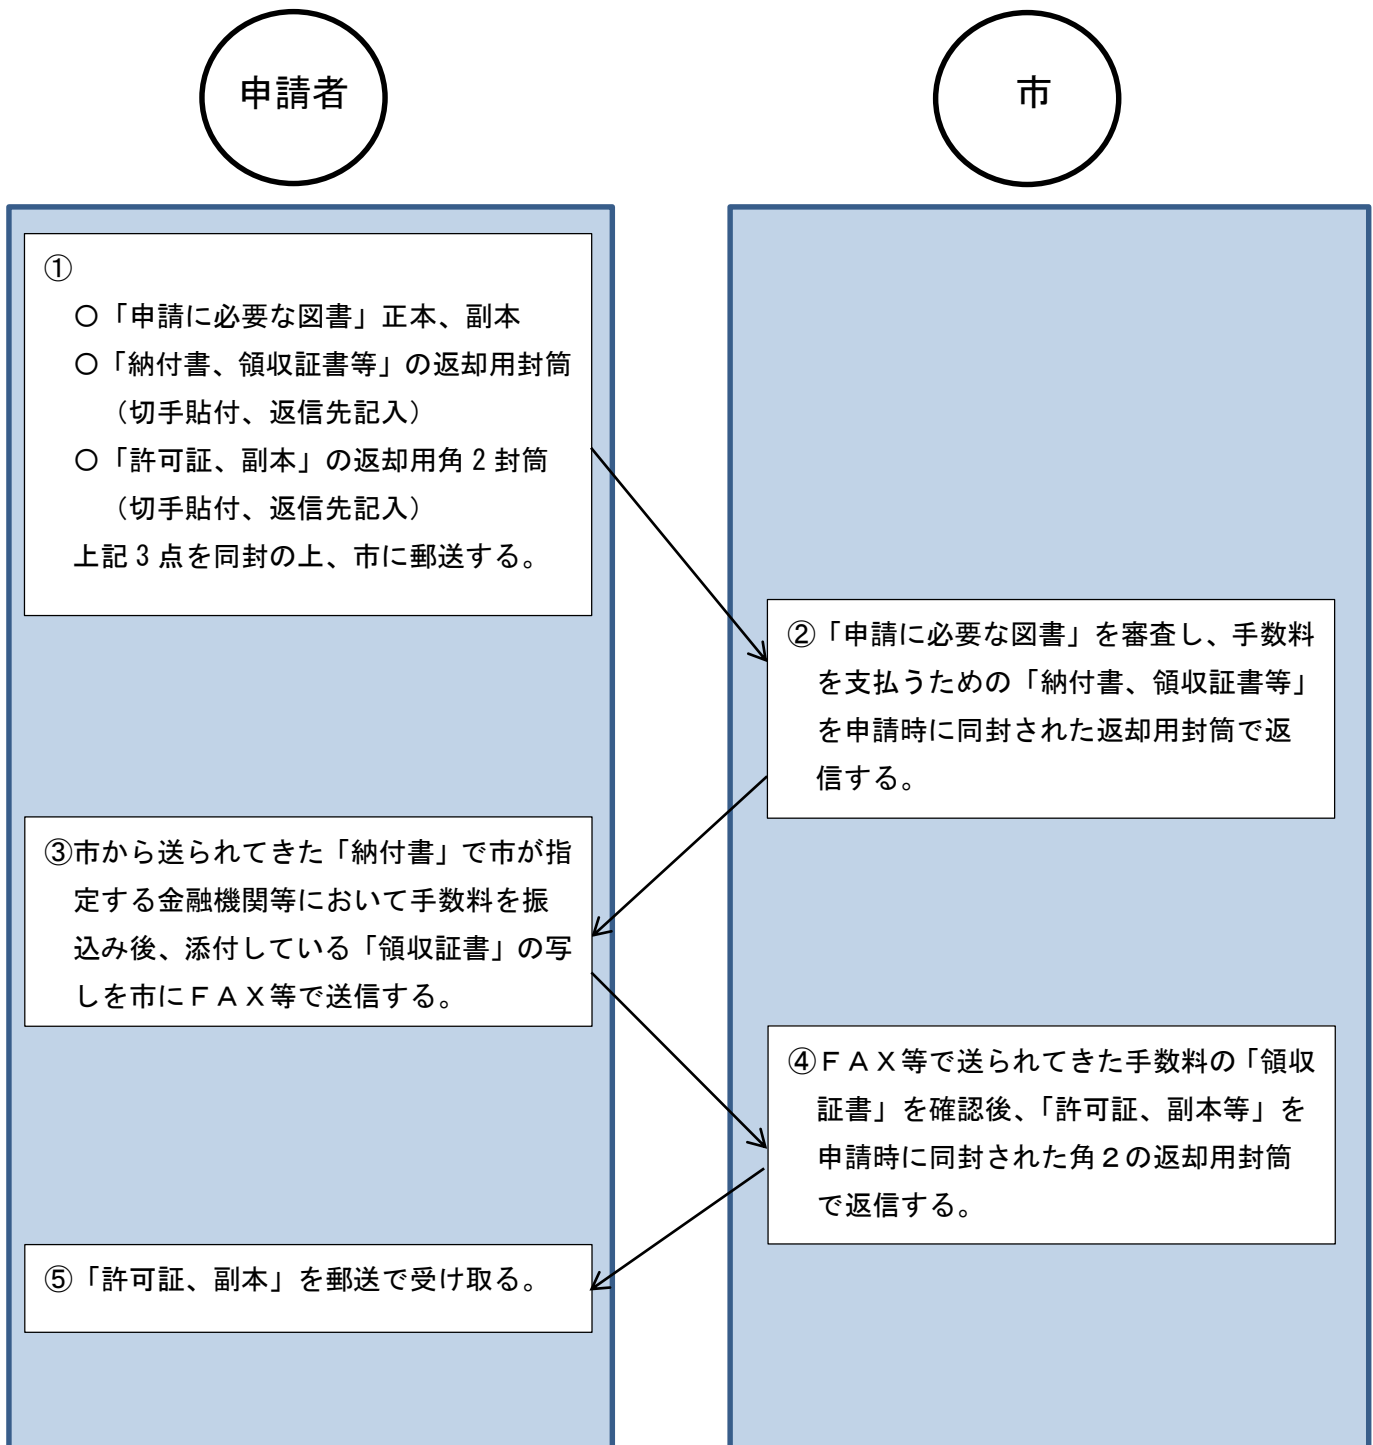 申請者
市
①
○「申請に必要な図書」正本、副本
○「納付書、領収証書等」の返却用封筒
（切手貼付、返信先記入）
○「許可証、副本」の返却用角2封筒
（切手貼付、返信先記入）
上記3点を同封の上、市に郵送する。
②「申請に必要な図書」を審査し、手数料
を支払うための「納付書、領収証書等」
を申請時に同封された返却用封筒で返
信する。
③市から送られてきた「納付書」で市が指
定する金融機関等において手数料を振
込み後、添付している「領収証書」の写
しを市にＦＡＸ等で送信する。
④ＦＡＸ等で送られてきた手数料の「領収
証書」を確認後、「許可証、副本等」を
申請時に同封された角２の返却用封筒
で返信する。
⑤「許可証、副本」を郵送で受け取る。